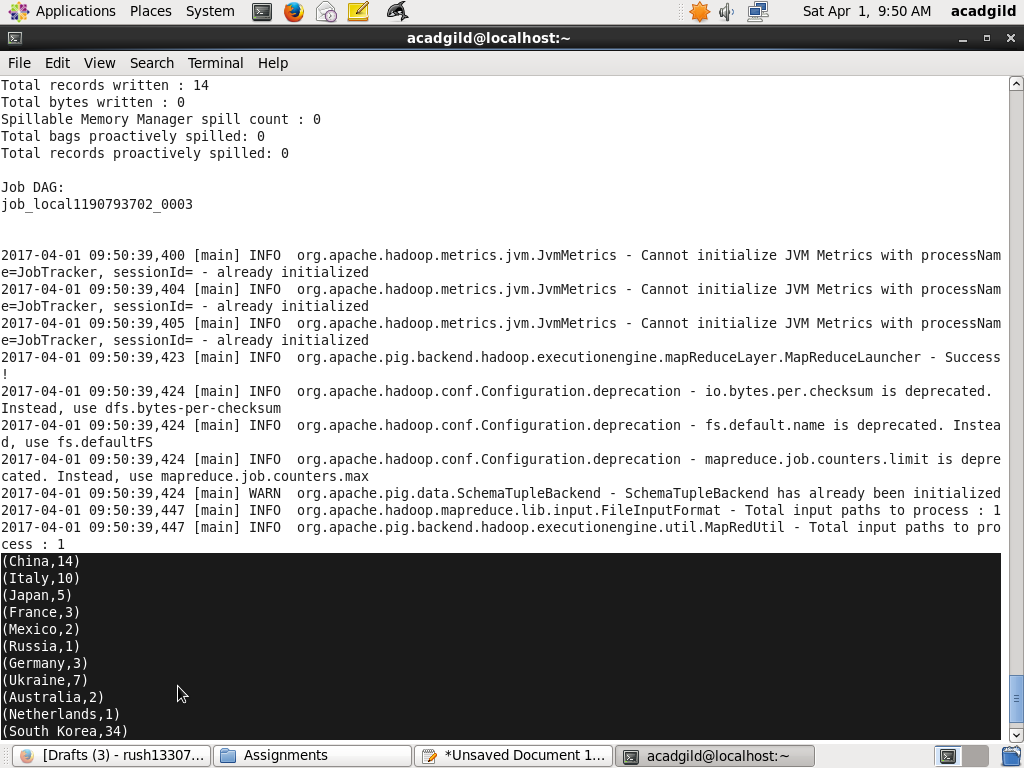 Applications Places System
Sat Apr 1, 9:50 AM acadgild
acadgild@localhost:~
File Edit View Search Terminal Help
Total records written : 14
Total bytes written : 0
Spillable Memory Manager spill count : 0
Total bags proactively spilled: 0
Total records proactively spilled: 0
Job DAG:
job_local1190793702_0003
2017-04-01 09:50:39,400 [main] INFO  org.apache.hadoop.metrics.jvm.JvmMetrics - Cannot initialize JVM Metrics with processNam
e=JobTracker, sessionId= - already initialized
2017-04-01 09:50:39,404 [main] INFO  org.apache.hadoop.metrics.jvm.JvmMetrics - Cannot initialize JVM Metrics with processNam
e=JobTracker, sessionId= - already initialized
2017-04-01 09:50:39,405 [main] INFO  org.apache.hadoop.metrics.jvm.JvmMetrics - Cannot initialize JVM Metrics with processNam
e=JobTracker, sessionId= - already initialized
2017-04-01 09:50:39,423 [main] INFO  org.apache.pig.backend.hadoop.executionengine.mapReduceLayer.MapReduceLauncher - Success
!
2017-04-01 09:50:39,424 [main] INFO  org.apache.hadoop.conf.Configuration.deprecation - io.bytes.per.checksum is deprecated.
Instead, use dfs.bytes-per-checksum
2017-04-01 09:50:39,424 [main] INFO  org.apache.hadoop.conf.Configuration.deprecation - fs.default.name is deprecated. Instea
d, use fs.defaultFS
2017-04-01 09:50:39,424 [main] INFO  org.apache.hadoop.conf.Configuration.deprecation - mapreduce.job.counters.limit is depre
cated. Instead, use mapreduce.job.counters.max
2017-04-01 09:50:39,424 [main] WARN  org.apache.pig.data.SchemaTupleBackend - SchemaTupleBackend has already been initialized
2017-04-01 09:50:39,447 [main] INFO  org.apache.hadoop.mapreduce.lib.input.FileInputFormat - Total input paths to process : 1
2017-04-01 09:50:39,447 [main] INFO  org.apache.pig.backend.hadoop.executionengine.util.MapRedUtil - Total input paths to pro
cess : 1
(China,14)
(Italy,10)
(Japan,5)
(France,3)
(Mexico,2)
(Russia,1)
(Germany,3)
(Ukraine,7)
(Australia,2)
(Netherlands,1)
(South Korea,34)
[Drafts (3) - rush13307... Assignments *Unsaved Document 1... acadgild@localhost:~